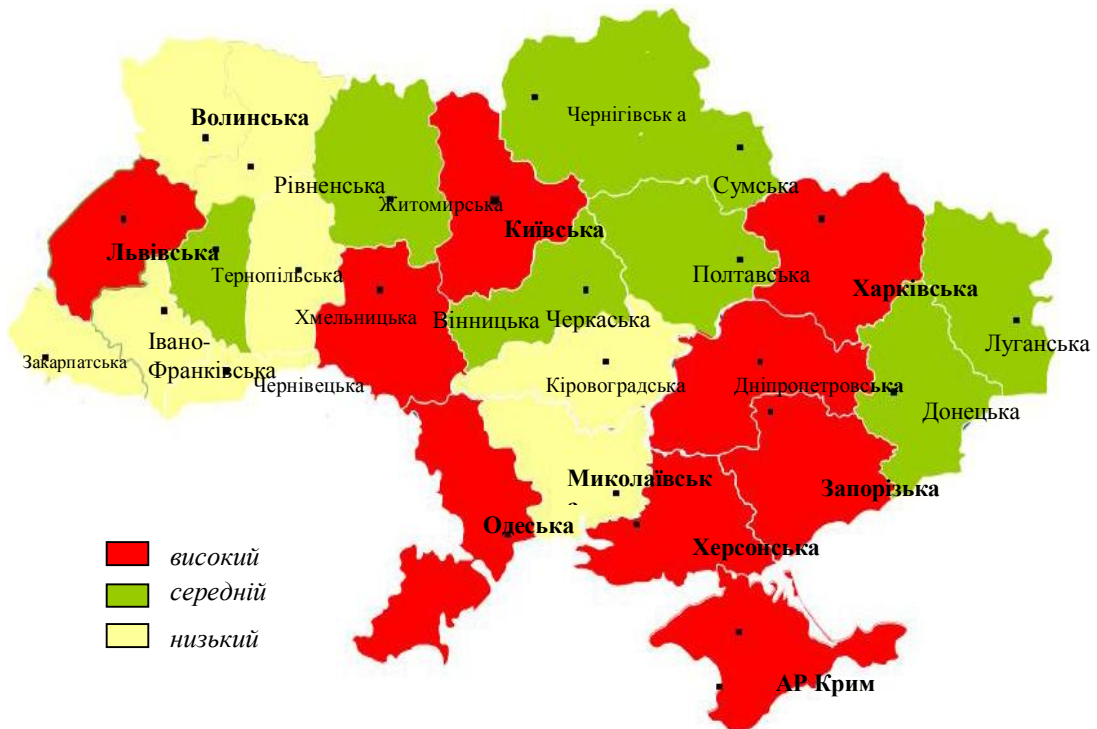 Чернігівськ а
Волинська
Сумська
Рівненська
Житомирська
Київська
Львівська
Тернопільська
Полтавська
Харківська
Хмельницька
Вінницька
Черкаська
Івано-
Франківська
Закарпатська
Чернівецька
Кіровоградська
Дніпропетровська
Луганська
Донецька
Миколаївськ
Запорізька
Одеська
Херсонська
високий
середній
низький
АР Крим